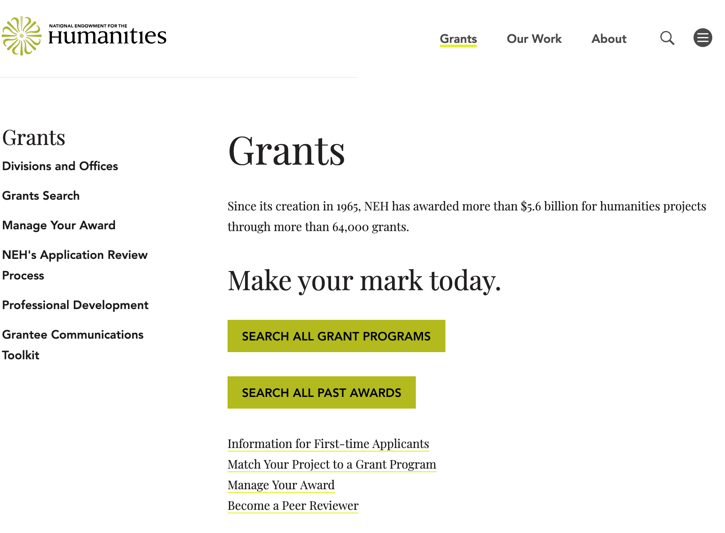 NATIONAL ENDOWMENT FOR THE
Humanities
Grants
Our Work
About
Grants
Divisions and Offices
Grants Search
Manage Your Award
NEH's Application Review
Process
Professional Development
Grantee Communications
Toolkit
Grants
Since its creation in 1965, NEH has awarded more than $5.6 billion for humanities projects
through more than 64,000 grants.
Make your mark today.
SEARCH ALL GRANT PROGRAMS
SEARCH ALL PAST AWARDS
Information for First-time Applicants
Match Your Project to a Grant Program
Manage Your Award
Become a Peer Reviewer